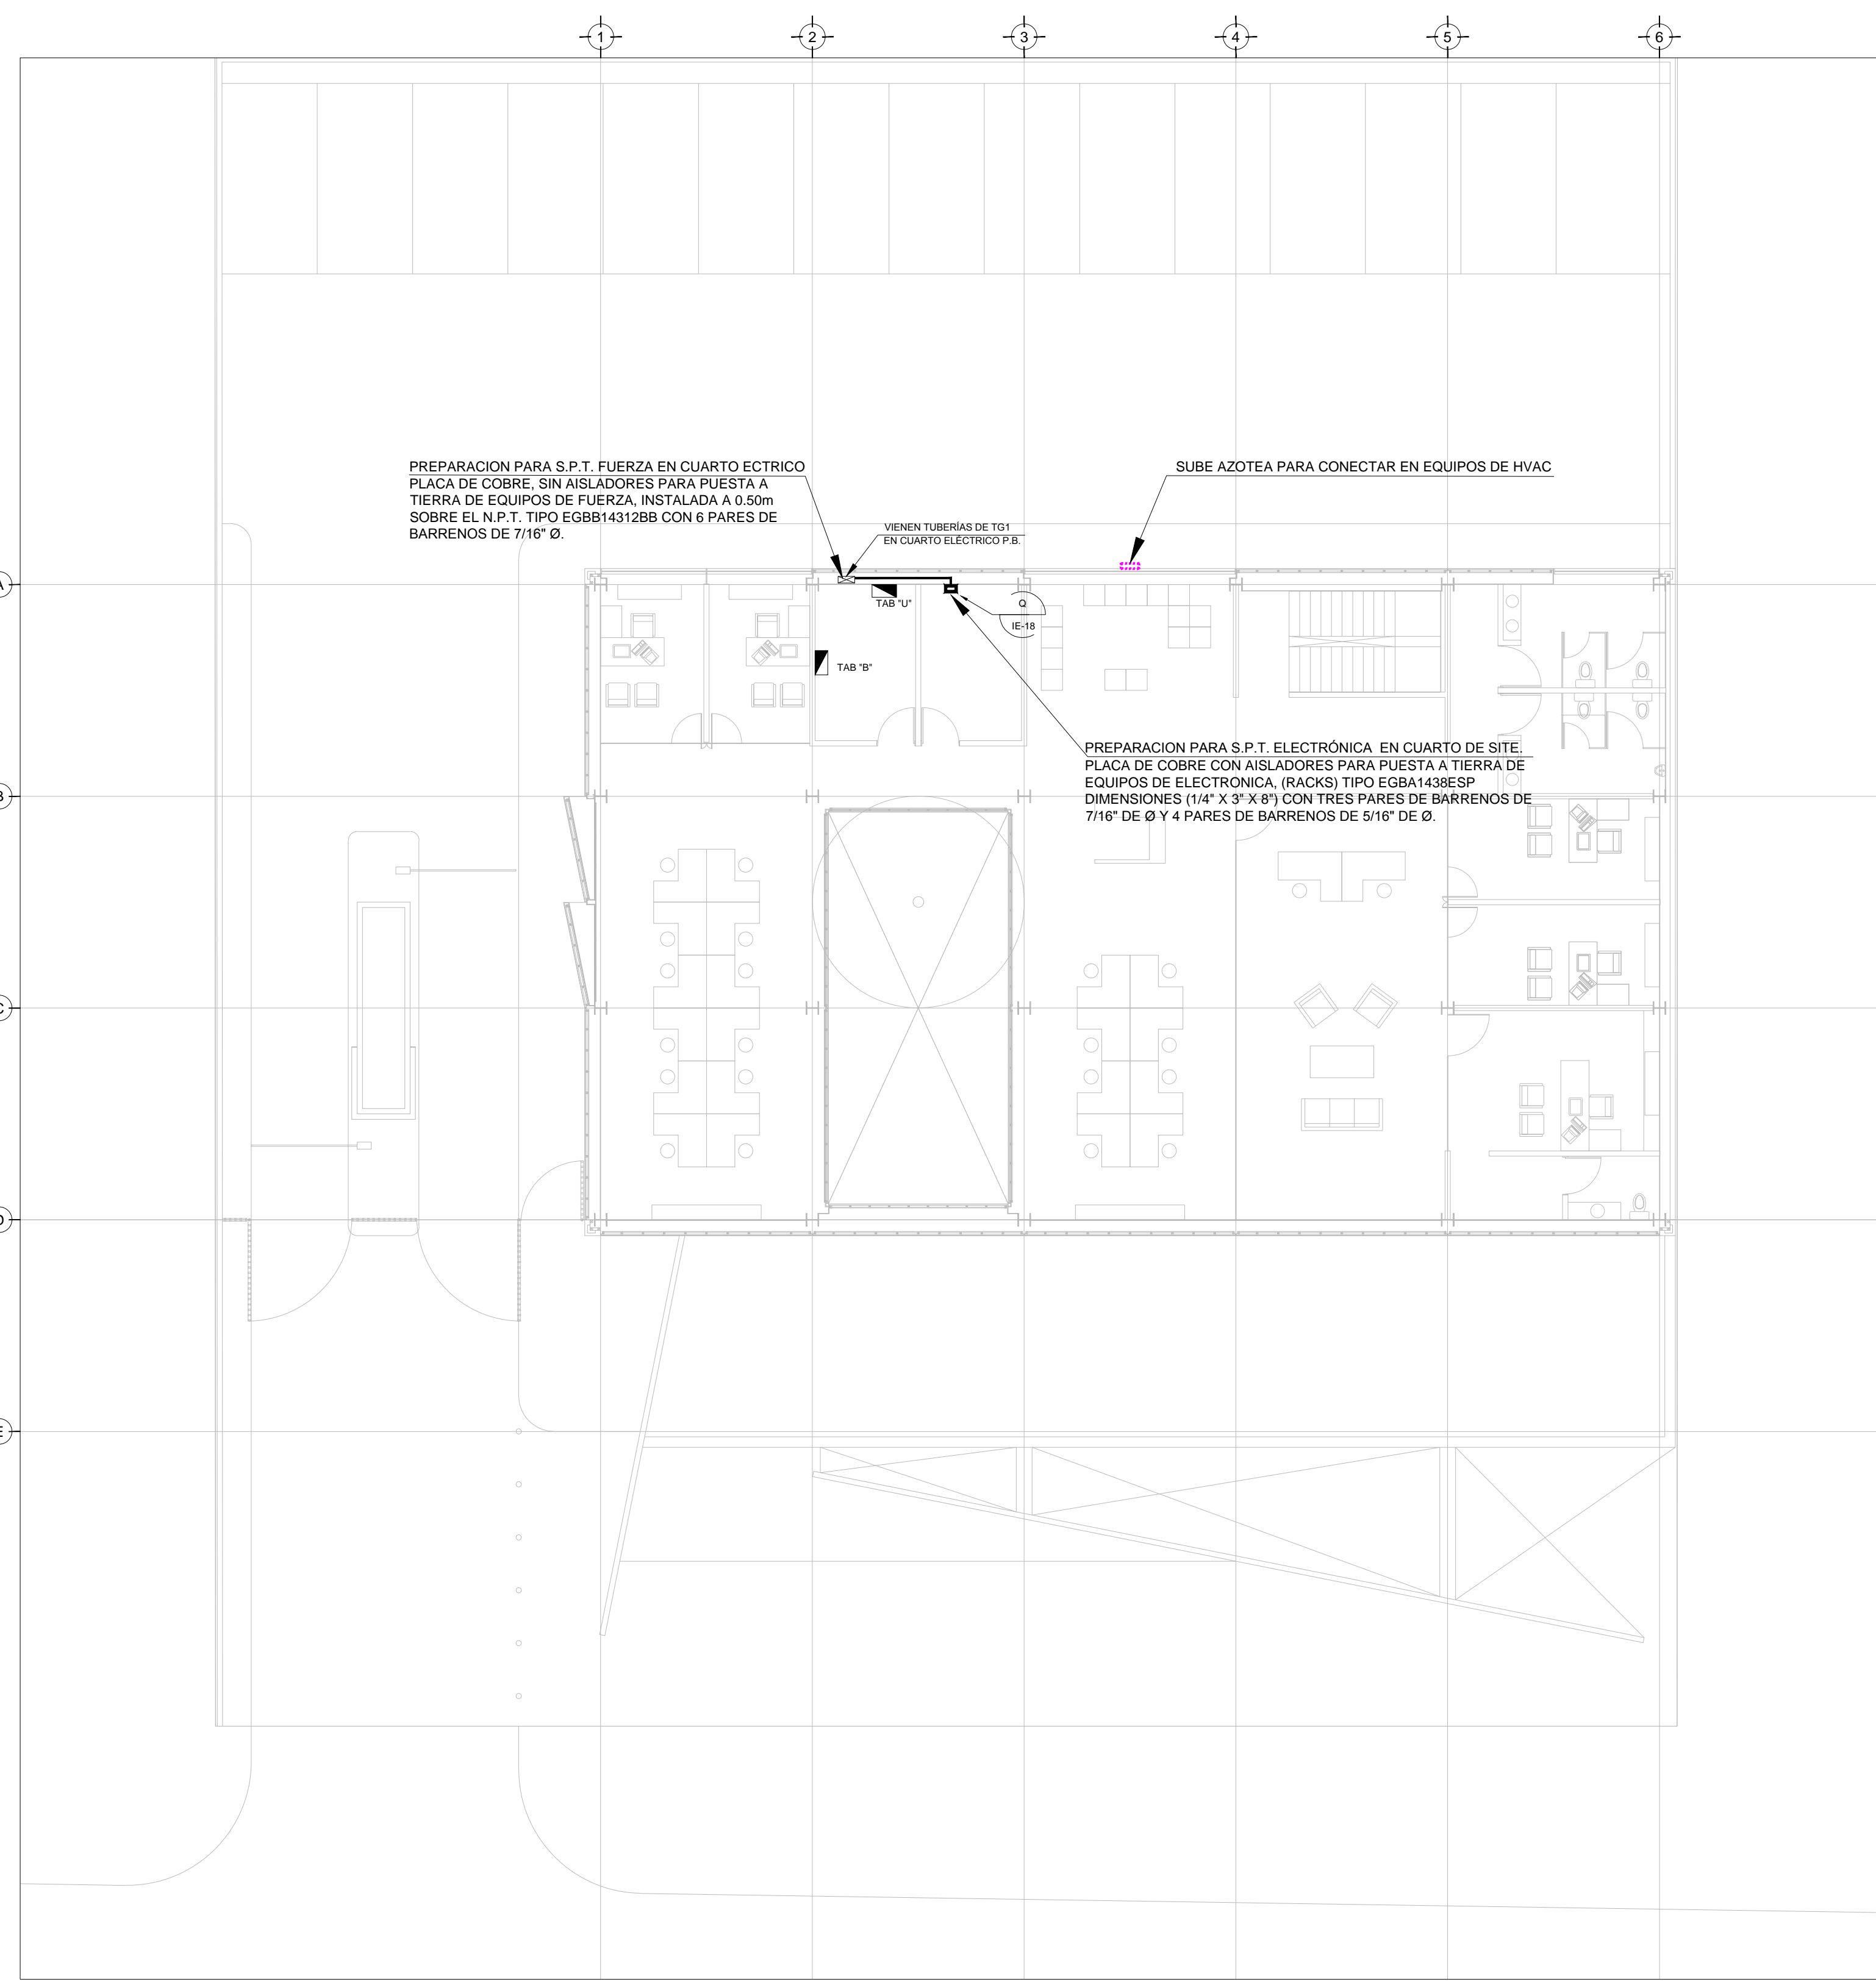 1
2
3
4
5
6
PREPARACION PARA S.P.T. FUERZA EN CUARTO ECTRICO
PLACA DE COBRE, SIN AISLADORES PARA PUESTA A
TIERRA DE EQUIPOS DE FUERZA, INSTALADA A 0.50m
SOBRE EL N.P.T. TIPO EGBB14312BB CON 6 PARES DE
BARRENOS DE 7/16" Ø.
SUBE AZOTEA PARA CONECTAR EN EQUIPOS DE HVAC
VIENEN TUBERÍAS DE TG1
EN CUARTO ELÉCTRICO P.B.
A
TAB "U"
Q
IE-18
TAB "B"
PREPARACION PARA S.P.T. ELECTRÓNICA EN CUARTO DE SITE.
PLACA DE COBRE CON AISLADORES PARA PUESTA A TIERRA DE
EQUIPOS DE ELECTRONICA, (RACKS) TIPO EGBA1438ESP
DIMENSIONES (1/4" X 3" X 8") CON TRES PARES DE BARRENOS DE
7/16" DE Ø Y 4 PARES DE BARRENOS DE 5/16" DE Ø.
B
C
D
E